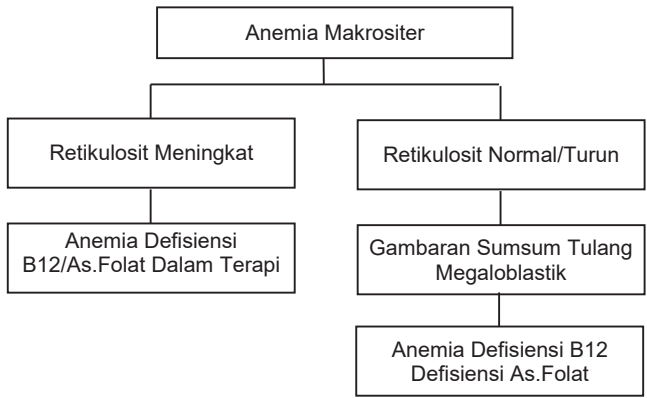 Anemia Makrositer
Retikulosit Meningkat
Retikulosit Normal/Turun
Anemia Defisiensi
B12/As.Folat Dalam Terapi
Gambaran Sumsum Tulang
Megaloblastik
Anemia Defisiensi B12
Defisiensi As.Folat